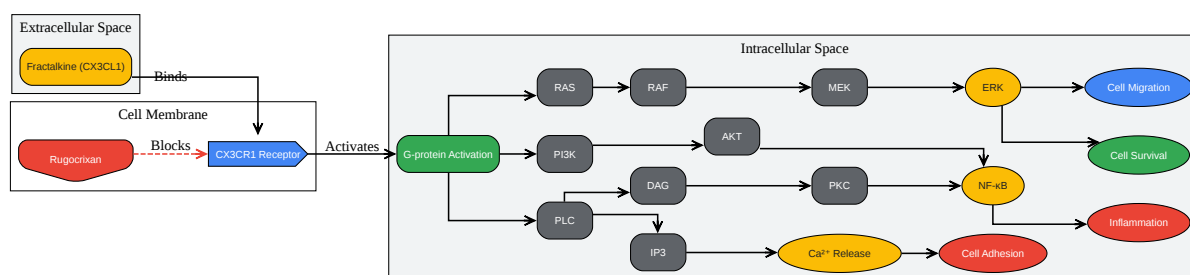 Extracellular Space
Fractalkine (CX3CL1)
Binds
Cell Membrane
Rugocrixan
Blocks
CX3CR1 Receptor
Activates
Intracellular Space
G-protein Activation
RAS
RAF
MEK
ERK
Cell Migration
PI3K
AKT
Cell Survival
DAG
PKC
NF-κB
PLC
Inflammation
IP3
Ca²⁺ Release
Cell Adhesion